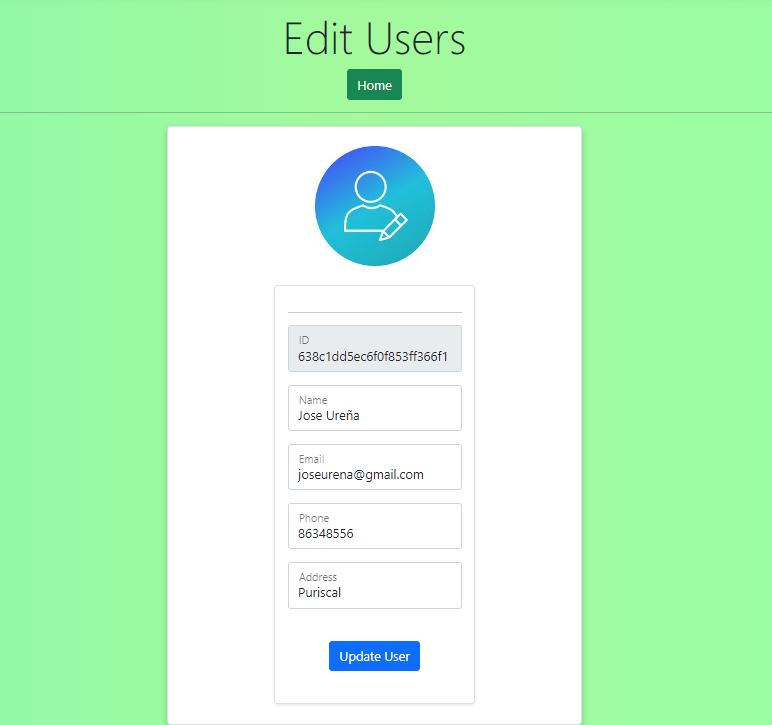 Edit Users
Home
ID
638c1dd5ec6f0f853ff366f1
Name
Jose Ureña
Email
joseurena@gmail.com
Phone
86348556
Address
Puriscal
Update User